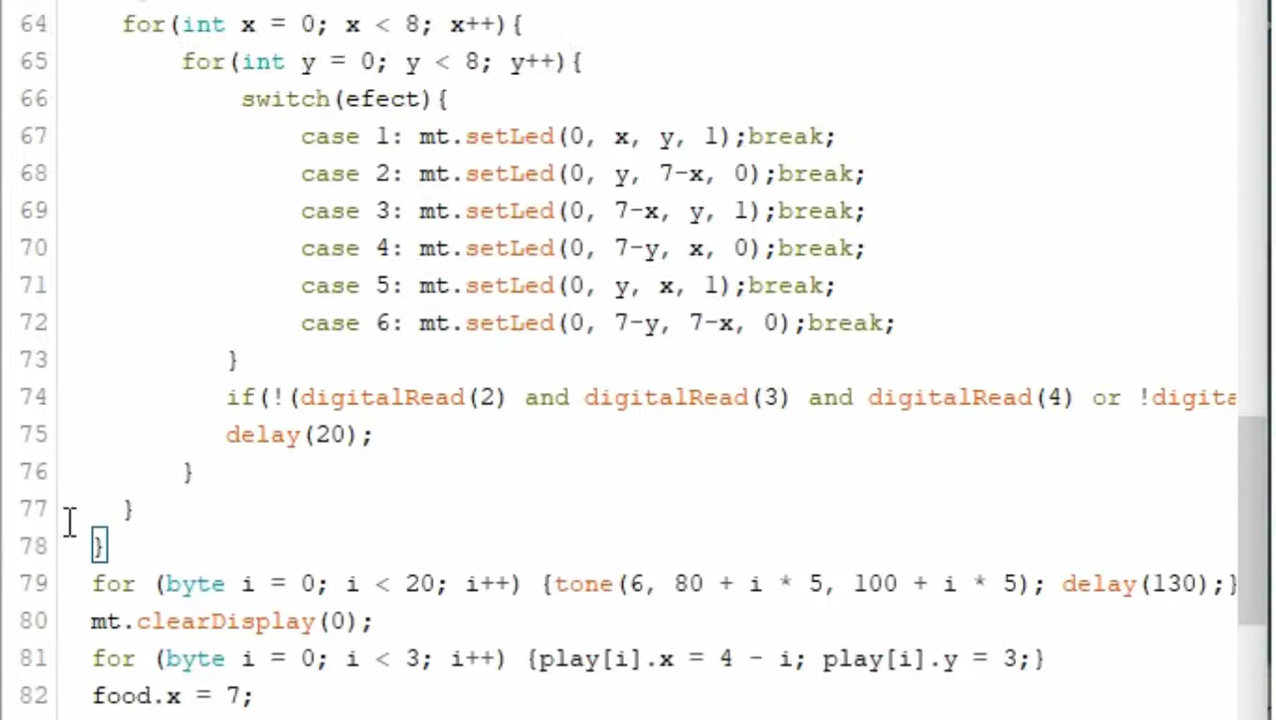 64 for(int x = 0; x < 8; x++){
65 for(int y = 0; y < 8; y++){
66 switch(efect){
67 case 1: mt.setLed(0, x, y, 1);break;
68 case 2: mt.setLed(0, y, 7-x, 0);break;
69 case 3: mt.setLed(0, 7-x, y, 1);break;
70 case 4: mt.setLed(0, 7-y, x, 0);break;
71 case 5: mt.setLed(0, y, x, 1);break;
72 case 6: mt.setLed(0, 7-y, 7-x, 0);break;
73 }
74 if(!(digitalRead(2) and digitalRead(3) and digitalRead(4) or !digita
75 delay(20);
76 }
77 }
78 }
79 for (byte i = 0; i < 20; i++) {tone(6, 80 + i * 5, 100 + i * 5); delay(130);}
80 mt.clearDisplay(0);
81 for (byte i = 0; i < 3; i++) {play[i].x = 4 - i; play[i].y = 3;}
82 food.x = 7;